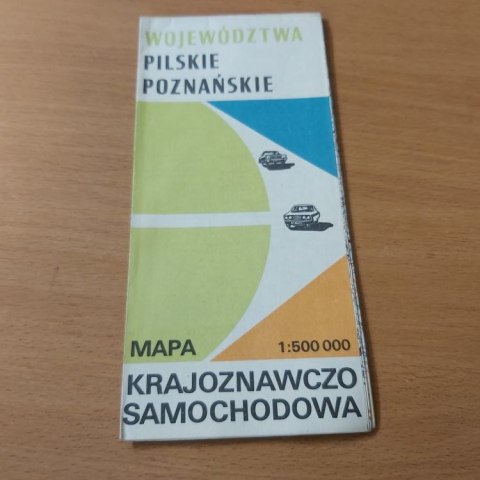 WOJEWÓDZTWA
PILSKIE
POZNAŃSKIE
MAPA 1:500 000
KRAJOZNAWCZO
SAMOCHODOWA